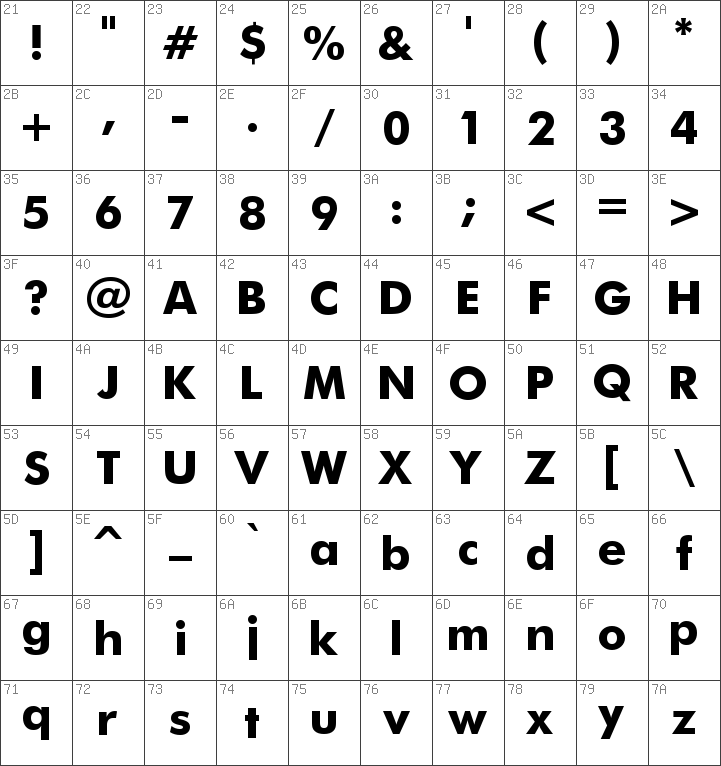 21 22 23 24 25 26 27 28 29 2A
! " # $ % & ' ( ) *
2B 2C 2D 2E 2F 30 31 32 33 34
+ , - . / 0 1 2 3 4
35 36 37 38 39 3A 3B 3C 3D 3E
5 6 7 8 9 : ; < = >
3F 40 41 42 43 44 45 46 47 48
? @ A B C D E F G H
49 4A 4B 4C 4D 4E 4F 50 51 52
I J K L M N O P Q R
53 54 55 56 57 58 59 5A 5B 5C
S T U V W X Y Z [ \
5D 5E 5F 60 61 62 63 64 65 66
] ^ _ ` a b c d e f
67 68 69 6A 6B 6C 6D 6E 6F 70
g h i j k l m n o p
71 72 73 74 75 76 77 78 79 7A
q r s t u v w x y z